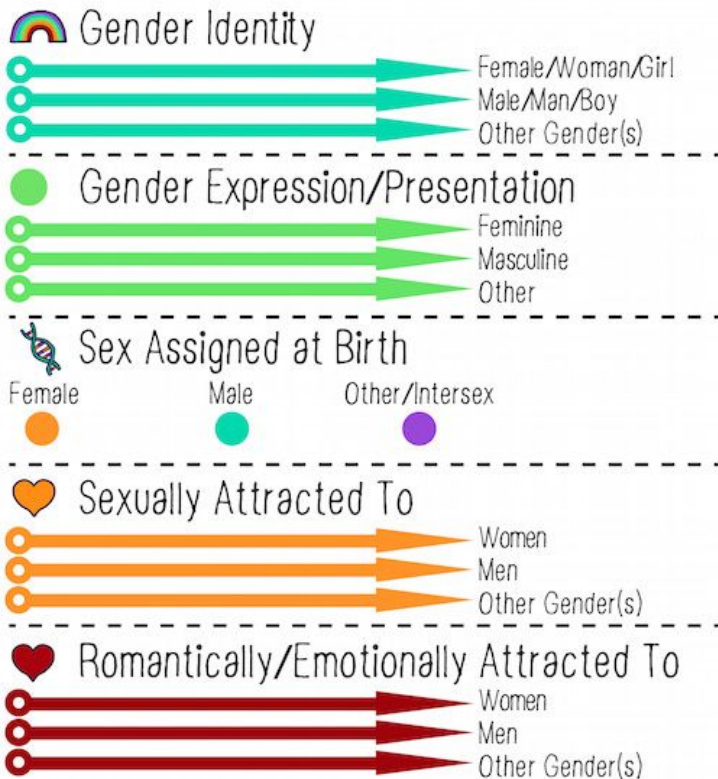 Gender Identity
Female/Woman/Girl
Male/Man/Boy
Other Gender(s)
Gender Expression/Presentation
Feminine
Masculine
Other
Sex Assigned at Birth
Female Male Other/Intersex
Sexually Attracted To
Women
Men
Other Gender(s)
Romantically/Emotionally Attracted To
Women
Men
Other Gender(s)